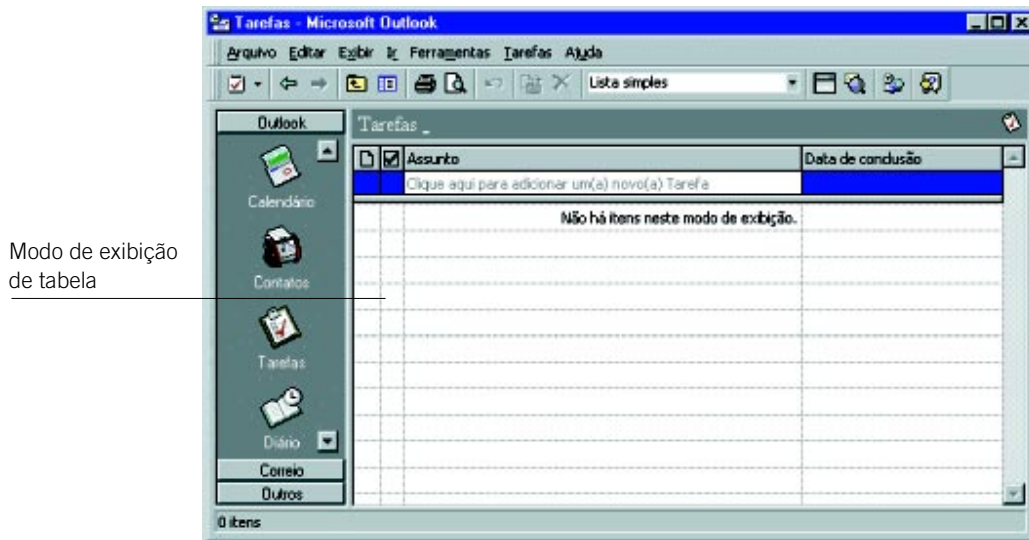 Tarefas - Microsoft Outlook
Arquivo Editar Exibir Ir Ferramentas Tarefas Ajuda
Lista simples
Outlook
Tarefas
Assunto
Data de conclusão
Clique aqui para adicionar um(a) novo(a) Tarefa
Não há itens neste modo de exibição.
Calendário
Contatos
Tarefas
Diário
Correio
Outros
0 itens
Modo de exibição
de tabela